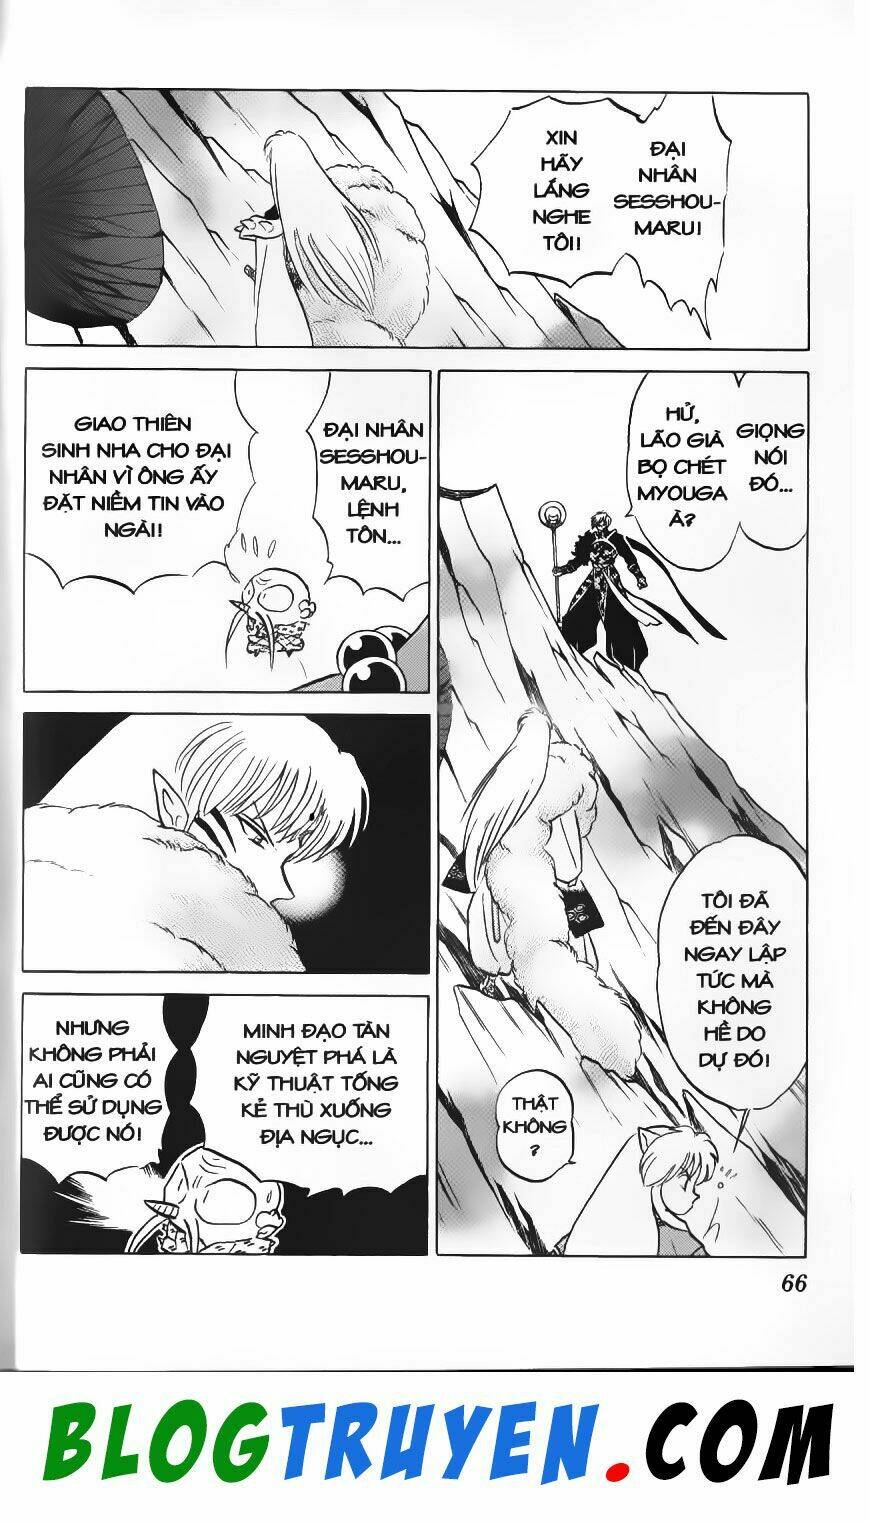 ĐẠI
NHÂN
SESSHOU-
MARU!
XIN
HÃY
LẮNG
NGHE
TÔI!
GIỌNG
NÓI
ĐÓ...
HỬ,
LÃO GIÀ
BỌ CHÉT
MYOUGA
À?
TÔI ĐÃ
ĐẾN ĐÂY
NGAY LẬP
TỨC MÀ
KHÔNG
HỀ DO
DỰ ĐÓ!
THẬT
KHÔNG
?
ĐẠI NHÂN
SESSHOU-
MARU,
LỆNH
TÔN...
GIAO THIÊN
SINH NHA CHO ĐẠI
NHÂN VÌ ÔNG ẤY
ĐẶT NIỀM TIN VÀO
NGÀI!
MINH ĐẠO TÀN
NGUYỆT PHÁ LÀ
KỸ THUẬT TỐNG
KẺ THÙ XUỐNG
ĐỊA NGỤC...
NHƯNG
KHÔNG PHẢI
AI CŨNG CÓ
THỂ SỬ DỤNG
ĐƯỢC NÓ!
66
BLOGTRUYEN.COM